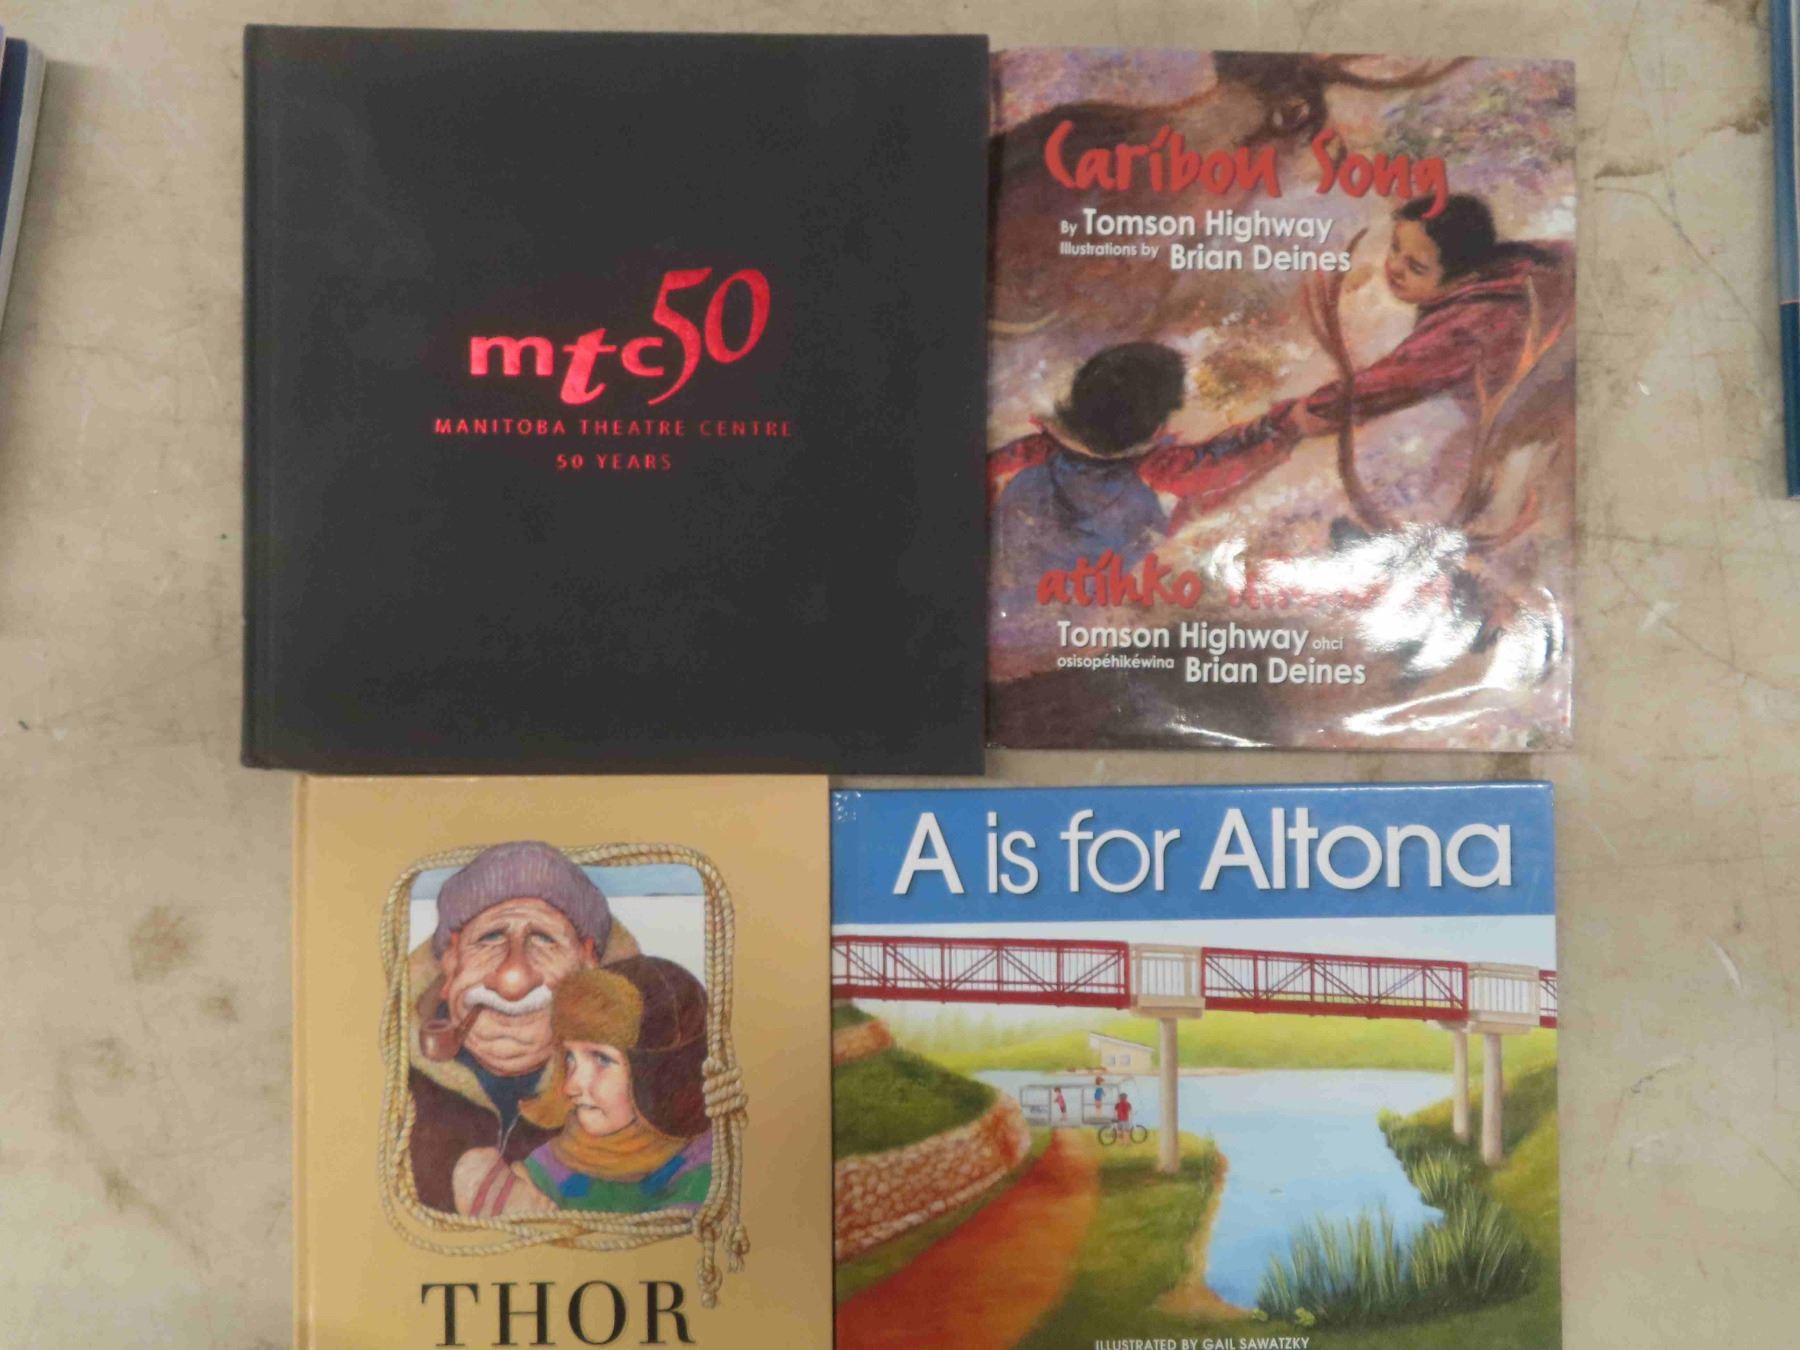 mtc50
MANITOBA THEATRE CENTRE
50 YEARS
Caribou Song
By Tomson Highway
Illustrations by Brian Deines
atíhko
Tomson Highway ohci
osisopéhikéwina Brian Deines
THOR
A is for Altona
ILLUSTRATED BY GAIL SAWATZKY